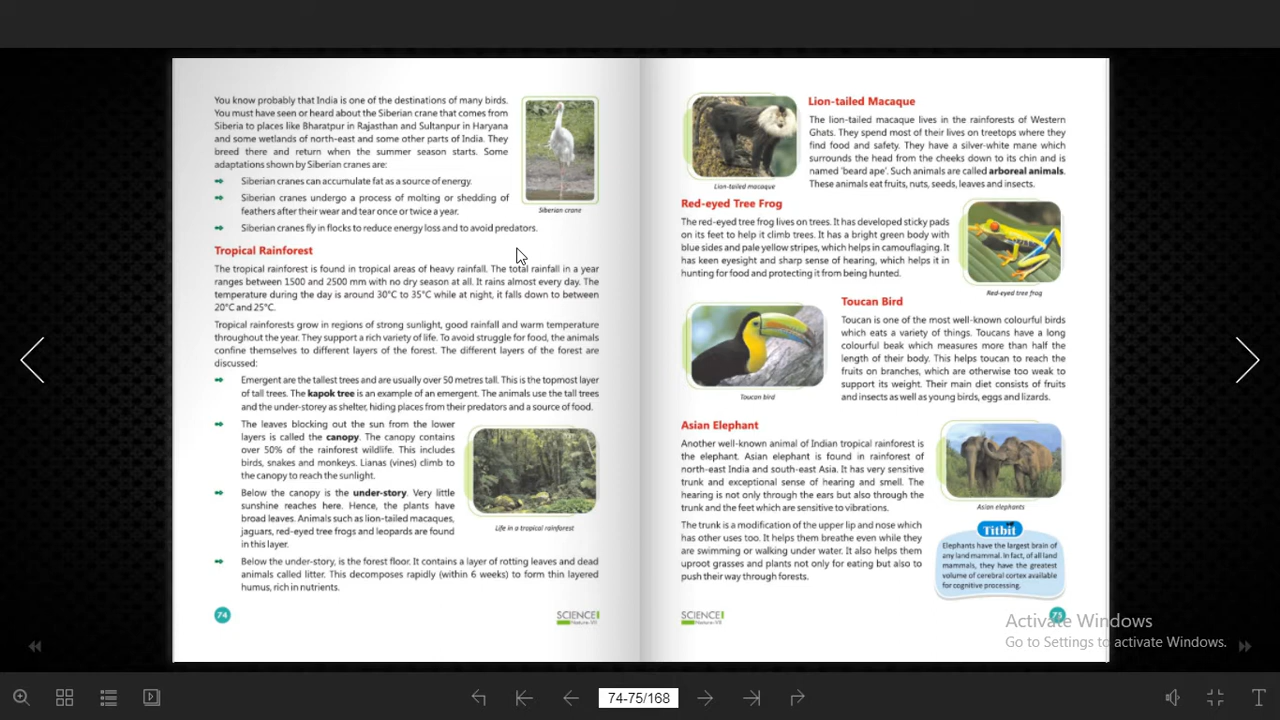 You know probably that India is one of the destinations of many birds.
You must have seen or heard about the Siberian crane that comes from
Siberia to places like Bharatpur in Rajasthan and Sultanpur in Haryana
and some wetlands of north-east and some other parts of India. They
breed there and return when the summer season starts. Some
adaptations shown by Siberian cranes are:
Siberian cranes can accumulate fat as a source of energy.
Siberian cranes undergo a process of molting or shedding of
feathers after their wear and tear once or twice a year.
Siberian cranes fly in flocks to reduce energy loss and to avoid predators.
Siberian crane
Tropical Rainforest
The tropical rainforest is found in tropical areas of heavy rainfall. The total rainfall in a year
ranges between 1500 and 2500 mm with no dry season at all. It rains almost every day. The
temperature during the day is around 30°C to 35°C while at night, it falls down to between
20°C and 25°C.
Tropical rainforests grow in regions of strong sunlight, good rainfall and warm temperature
throughout the year. They support a rich variety of life. To avoid struggle for food, the animals
confine themselves to different layers of the forest. The different layers of the forest are
discussed:
Emergent are the tallest trees and are usually over 50 metres tall. This is the topmost layer
of tall trees. The kapok tree is an example of an emergent. The animals use the tall trees
and the under-storey as shelter, hiding places from their predators and a source of food.
The leaves blocking out the sun from the lower
layers is called the canopy. The canopy contains
over 50% of the rainforest wildlife. This includes
birds, snakes and monkeys. Lianas (vines) climb to
the canopy to reach the sunlight.
Below the canopy is the under-story. Very little
sunshine reaches here. Hence, the plants have
broad leaves. Animals such as lion-tailed macaques,
jaguars, red-eyed tree frogs and leopards are found
in this layer.
Life in a tropical rainforest
Below the under-story, is the forest floor. It contains a layer of rotting leaves and dead
animals called litter. This decomposes rapidly (within 6 weeks) to form thin layered
humus, rich in nutrients.
74
SCIENCE
Nature-VII
Lion-tailed Macaque
The lion-tailed macaque lives in the rainforests of Western
Ghats. They spend most of their lives on treetops where they
find food and safety. They have a silver-white mane which
surrounds the head from the cheeks down to its chin and is
named 'beard ape'. Such animals are called arboreal animals.
These animals eat fruits, nuts, seeds, leaves and insects.
Lion-tailed macaque
Red-eyed Tree Frog
The red-eyed tree frog lives on trees. It has developed sticky pads
on its feet to help it climb trees. It has a bright green body with
blue sides and pale yellow stripes, which helps in camouflaging. It
has keen eyesight and sharp sense of hearing, which helps it in
hunting for food and protecting it from being hunted.
Red-eyed tree frog
Toucan Bird
Toucan is one of the most well-known colourful birds
which eats a variety of things. Toucans have a long
colourful beak which measures more than half the
length of their body. This helps toucan to reach the
fruits on branches, which are otherwise too weak to
support its weight. Their main diet consists of fruits
and insects as well as young birds, eggs and lizards.
Toucan bird
Asian Elephant
Another well-known animal of Indian tropical rainforest is
the elephant. Asian elephant is found in rainforest of
north-east India and south-east Asia. It has very sensitive
trunk and exceptional sense of hearing and smell. The
hearing is not only through the ears but also through the
trunk and the feet which are sensitive to vibrations.
The trunk is a modification of the upper lip and nose which
has other uses too. It helps them breathe even while they
are swimming or walking under water. It also helps them
uproot grasses and plants not only for eating but also to
push their way through forests.
Asian elephants
Titbit
Elephants have the largest brain of
any land mammal. In fact, of all land
mammals, they have the greatest
volume of cerebral cortex available
for cognitive processing.
SCIENCE
Nature-VII
75
Activate Windows
Go to Settings to activate Windows.
74-75/168
T